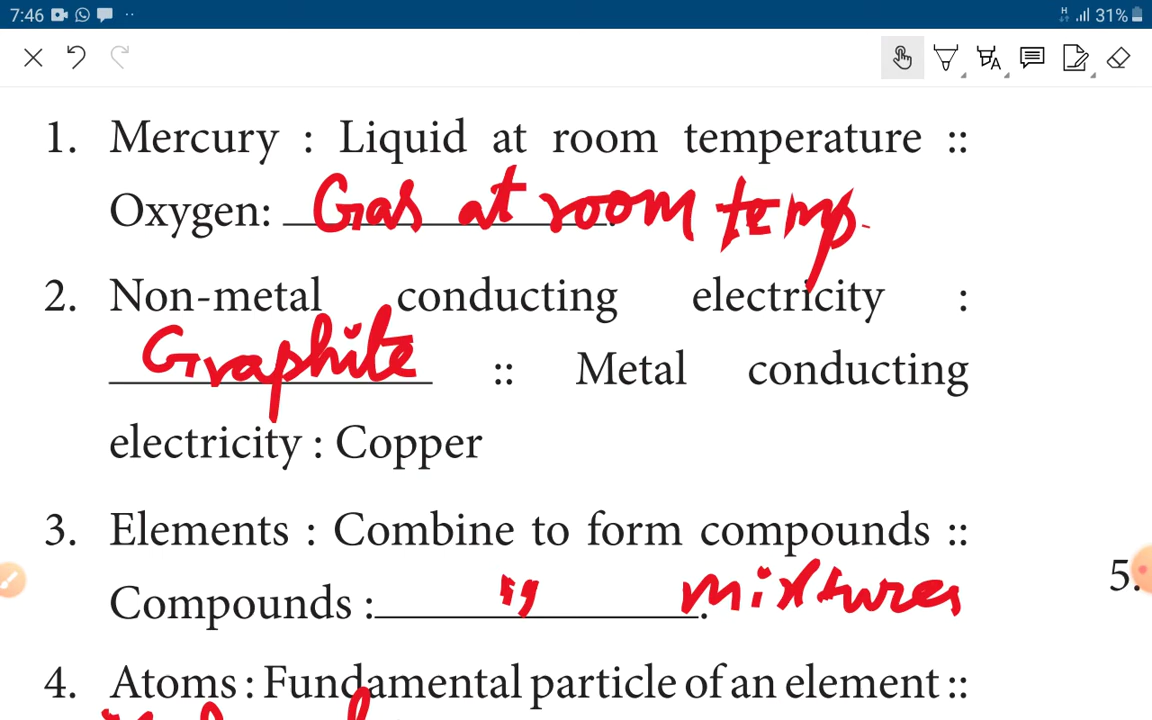 7:46 31%
1. Mercury : Liquid at room temperature ::
Oxygen: Gas at room temp.
2. Non-metal conducting electricity :
Graphite :: Metal conducting
electricity : Copper
3. Elements : Combine to form compounds ::
Compounds : " mixtures.
5.
4. Atoms : Fundamental particle of an element ::